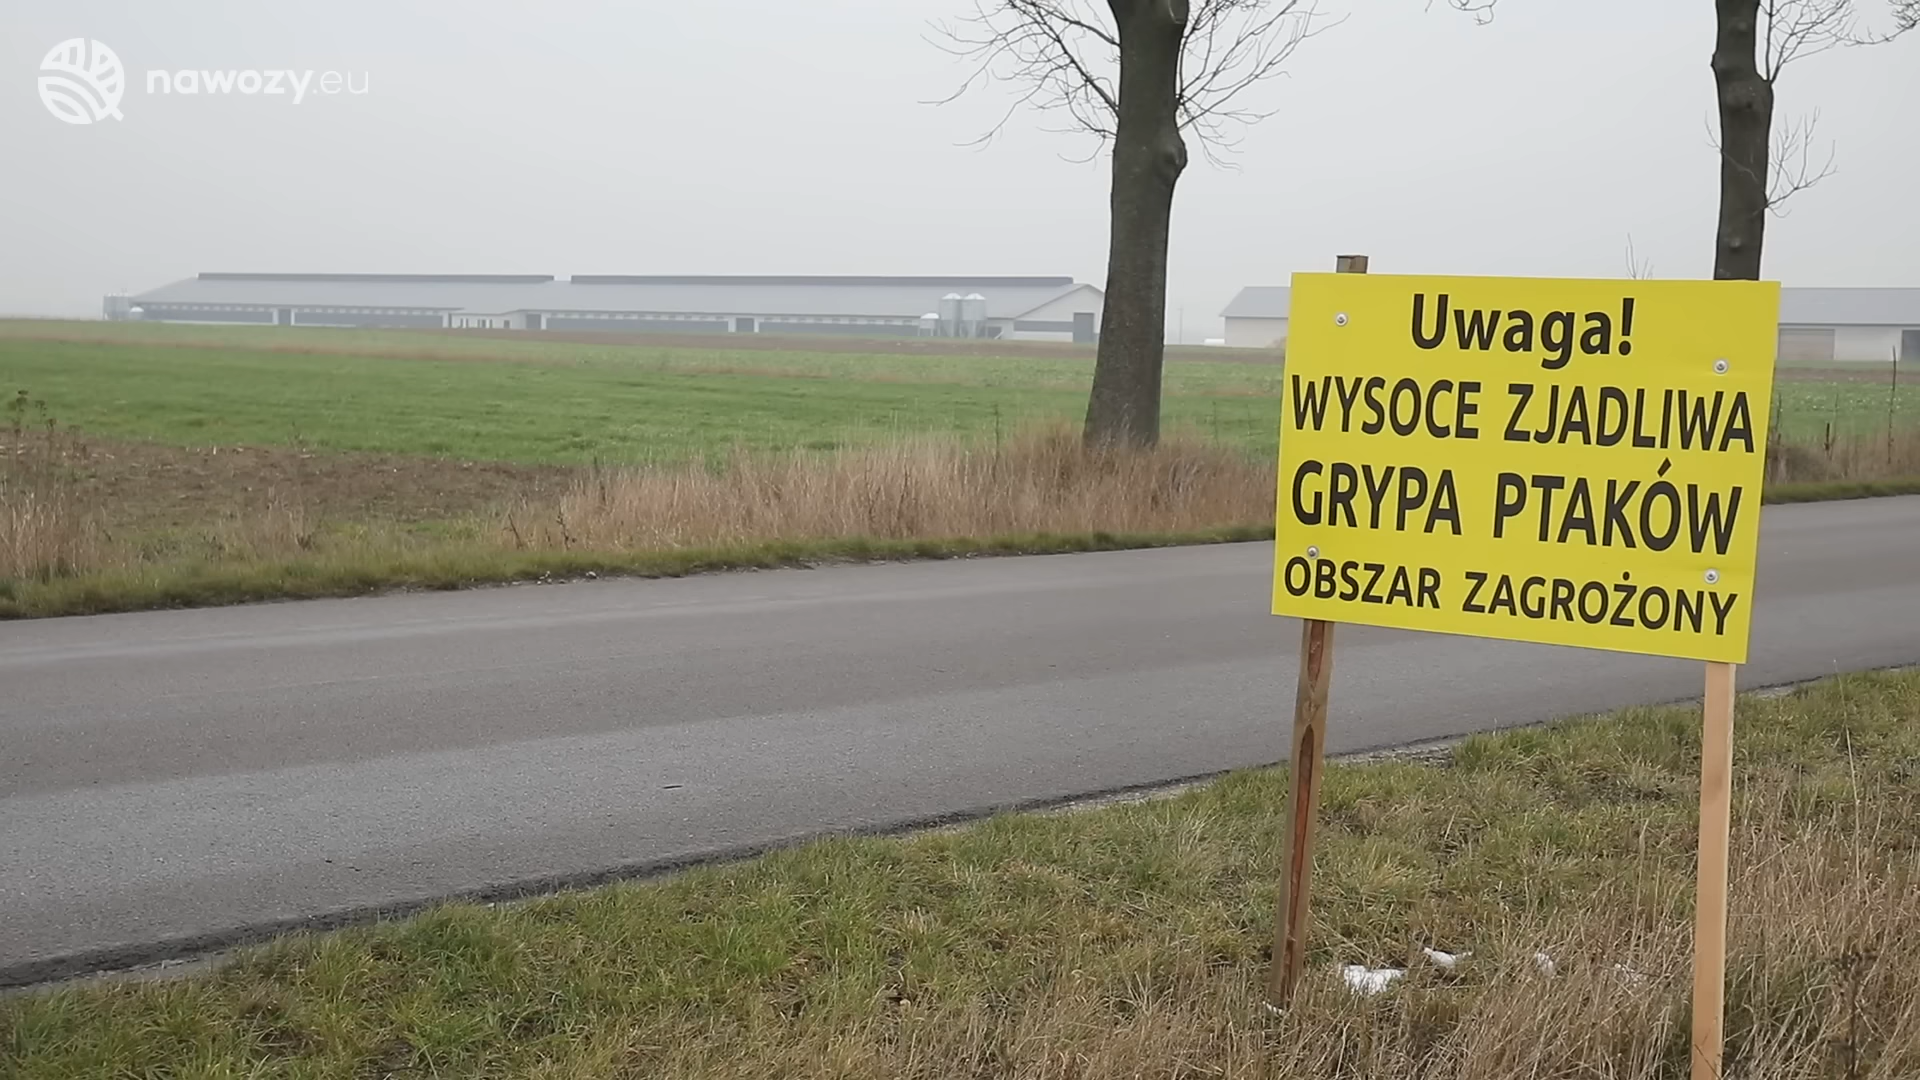 nawozy.eu
Uwaga!
WYSOCE ZJADLIWA
GRYPA PTAKÓW
OBSZAR ZAGROŻONY